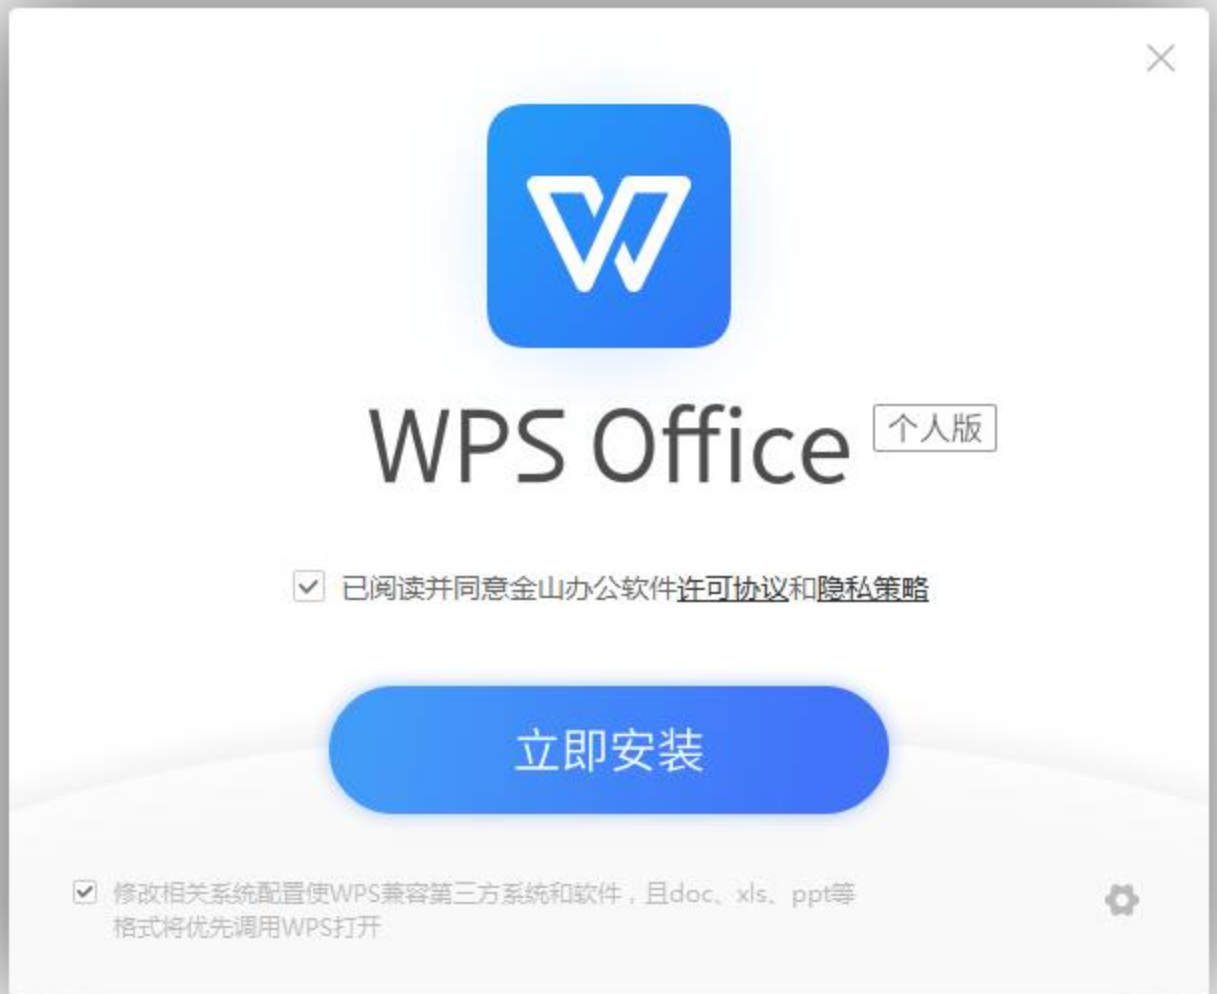 WPS Office 个人版
已阅读并同意金山办公软件许可协议和隐私策略
立即安装
修改相关系统配置使WPS兼容第三方系统和软件，且doc、xls、ppt等
格式将优先调用WPS打开